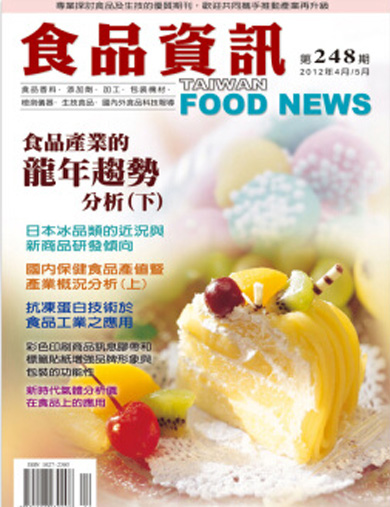 專業探討食品及生技的優質期刊，歡迎共同攜手推動產業再升級
食品資訊
第248期
2012年4月/5月
食品香料、添加劑、加工、包裝機材、
檢測儀器、生技食品、國內外食品科技報導
TAIWAN
FOOD NEWS
食品產業的
龍年趨勢
分析（下）
日本冰品類的近況與
新商品研發傾向
國內保健食品產值暨
產業概況分析（上）
抗凍蛋白技術於
食品工業之應用
彩色印刷商品訊息膠帶和
標籤貼紙增強品牌形象與
包裝的功能性
新時代氣體分析儀
在食品上的應用